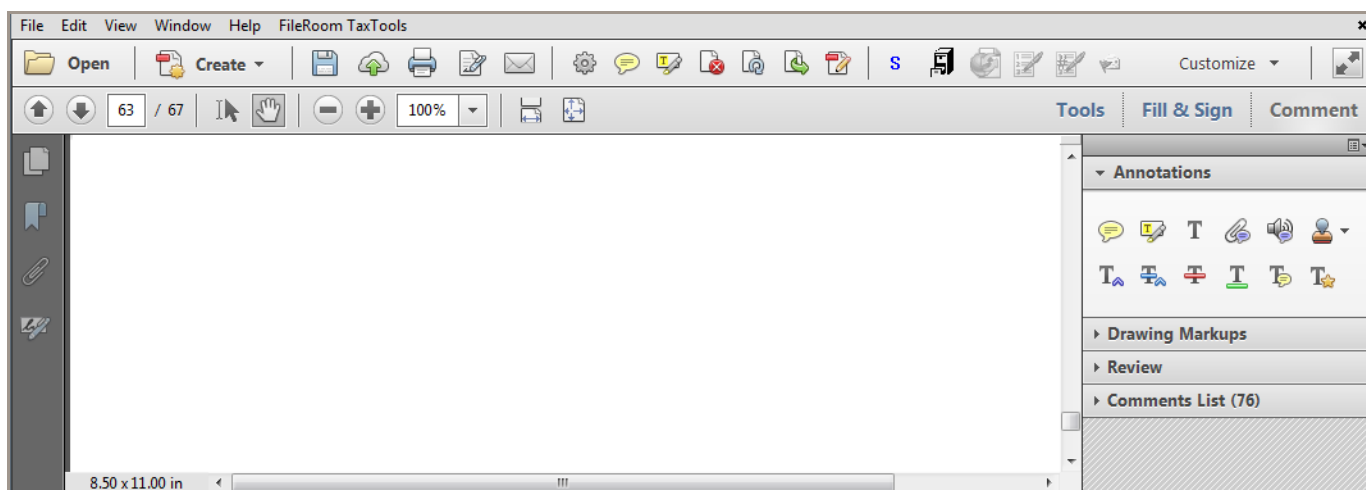 File Edit View Window Help FileRoom TaxTools
Open Create S Customize
63 / 67 100% Tools Fill & Sign Comment
Annotations
Drawing Markups
Review
Comments List (76)
8.50 x 11.00 in